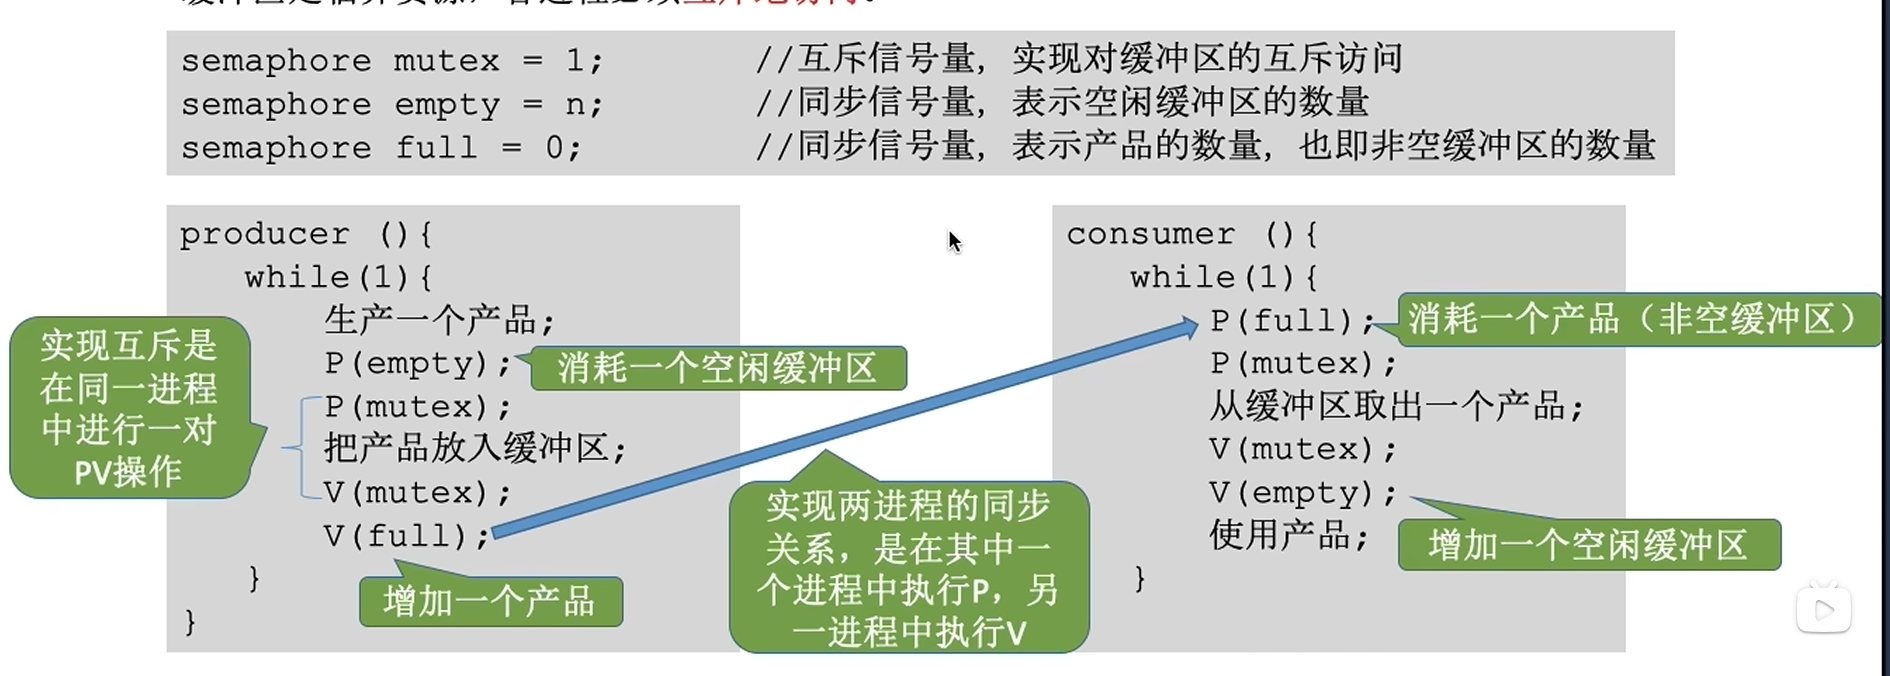 semaphore mutex = 1; //互斥信号量，实现对缓冲区的互斥访问
semaphore empty = n; //同步信号量，表示空闲缓冲区的数量
semaphore full = 0; //同步信号量，表示产品的数量，也即非空缓冲区的数量
producer (){
while(1){
生产一个产品;
P(empty);
消耗一个空闲缓冲区
P(mutex);
把产品放入缓冲区;
V(mutex);
V(full);
增加一个产品
}
}
实现互斥是
在同一进程
中进行一对
PV操作
实现两进程的同步
关系，是在其中一
个进程中执行P，另
一进程中执行V
consumer (){
while(1){
P(full);
消耗一个产品（非空缓冲区）
P(mutex);
从缓冲区取出一个产品;
V(mutex);
V(empty);
增加一个空闲缓冲区
使用产品;
}